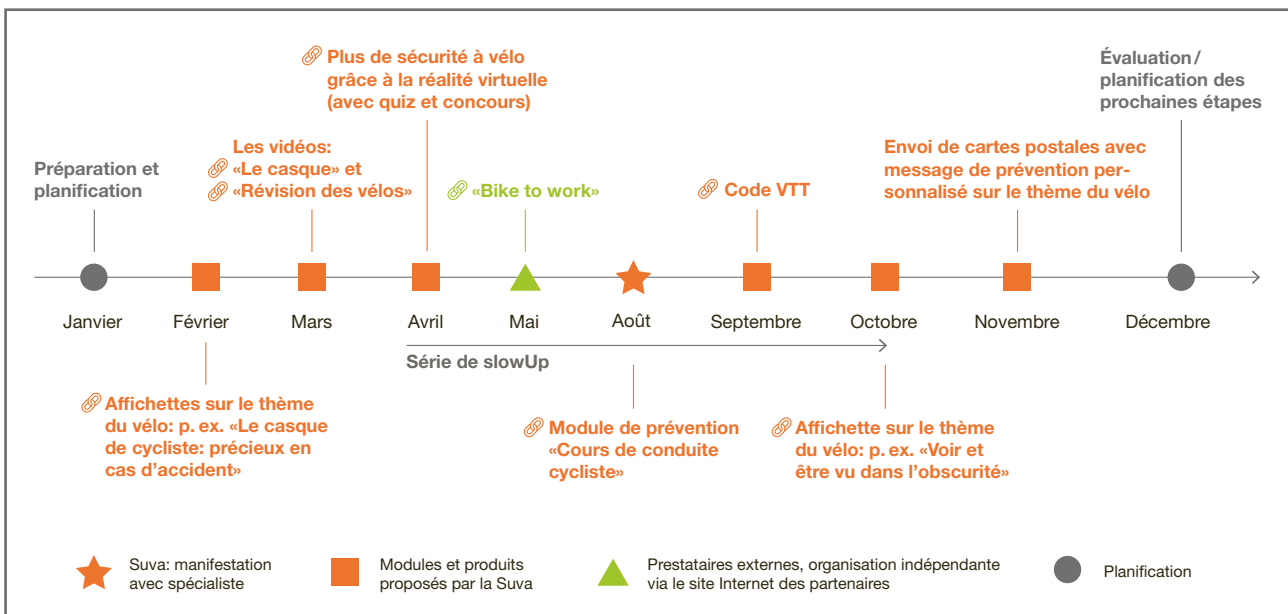 Plus de sécurité à vélo
grâce à la réalité virtuelle
(avec quiz et concours)
Évaluation /
planification des
prochaines étapes
Les vidéos:
«Le casque» et
«Révision des vélos»
Envoi de cartes postales avec
message de prévention per-
sonnalisé sur le thème du vélo
Préparation et
planification
«Bike to work»
Code VTT
Janvier
Février
Mars
Avril
Mai
Août
Septembre
Octobre
Novembre
Décembre
Série de slowUp
Affichettes sur le thème
du vélo: p. ex. «Le casque
de cycliste: précieux en
cas d’accident»
Module de prévention
«Cours de conduite
cycliste»
Affichette sur le thème
du vélo: p. ex. «Voir et
être vu dans l’obscurité»
Suva: manifestation
avec spécialiste
Modules et produits
proposés par la Suva
Prestataires externes, organisation indépendante
via le site Internet des partenaires
Planification